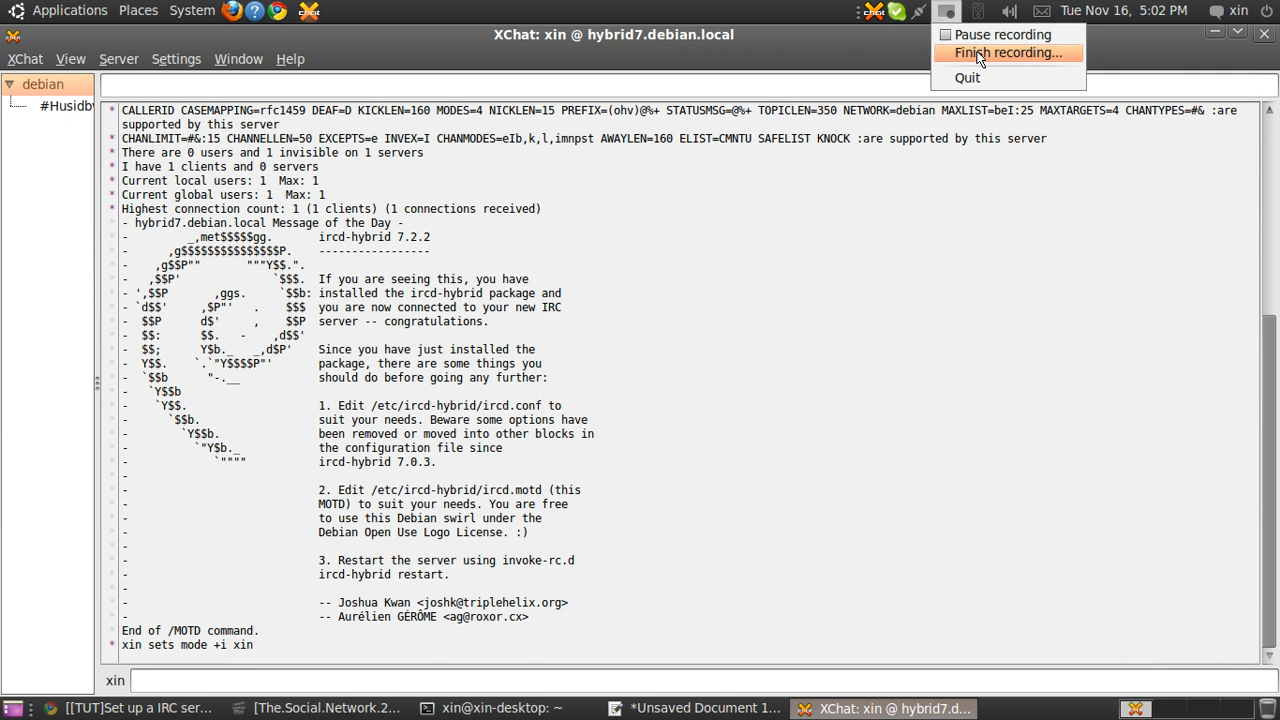 Applications Places System
Tue Nov 16, 5:02 PM xin
XChat: xin @ hybrid7.debian.local
Pause recording
Finish recording...
Quit
XChat View Server Settings Window Help
debian
#Husidby
* CALLERID CASEMAPPING=rfc1459 DEAF=D KICKLEN=160 MODES=4 NICKLEN=15 PREFIX=(ohv)@%+ STATUSMSG=@%+ TOPICLEN=350 NETWORK=debian MAXLIST=beI:25 MAXTARGETS=4 CHANTYPES=#& :are
supported by this server
* CHANLIMIT=#&:15 CHANNELLEN=50 EXCEPTS=e INVEX=I CHANMODES=eIb,k,l,imnpst AWAYLEN=160 ELIST=CMNTU SAFELIST KNOCK :are supported by this server
* There are 0 users and 1 invisible on 1 servers
* I have 1 clients and 0 servers
* Current local users: 1 Max: 1
* Current global users: 1 Max: 1
* Highest connection count: 1 (1 clients) (1 connections received)
* - hybrid7.debian.local Message of the Day -
* -         _,met$$$$$gg.       ircd-hybrid 7.2.2
* -      ,g$$$$$$$$$$$$$$$P.    -----------------
* -    ,g$$P""       """Y$$.".
* -   ,$$P'              `$$$.  If you are seeing this, you have
* - ',$$P       ,ggs.     `$$b: installed the ircd-hybrid package and
* - `d$$'     ,$P"'   .    $$$  you are now connected to your new IRC
* -  $$P      d$'     ,    $$P  server -- congratulations.
* -  $$:      $$.   -    ,d$$'
* -  $$;      Y$b._   _,d$P'    Since you have just installed the
* -  Y$$.    `.`"Y$$$$P"'       package, there are some things you
* -  `$$b      "-.__            should do before going any further:
* -   `Y$$b
* -    `Y$$.                    1. Edit /etc/ircd-hybrid/ircd.conf to
* -      `$$b.                  suit your needs. Beware some options have
* -        `Y$$b.               been removed or moved into other blocks in
* -          `"Y$b._            the configuration file since
* -             `""""           ircd-hybrid 7.0.3.
* -
* - 2. Edit /etc/ircd-hybrid/ircd.motd (this
* - MOTD) to suit your needs. You are free
* - to use this Debian swirl under the
* - Debian Open Use Logo License. :)
* -
* - 3. Restart the server using invoke-rc.d
* - ircd-hybrid restart.
* -
* - -- Joshua Kwan <joshk@triplehelix.org>
* - -- Aurélien GÉRÔME <ag@roxor.cx>
* End of /MOTD command.
* xin sets mode +i xin
xin
[[TUT]Set up a IRC ser... [The.Social.Network.2... xin@xin-desktop: ~ *Unsaved Document 1... XChat: xin @ hybrid7.d...